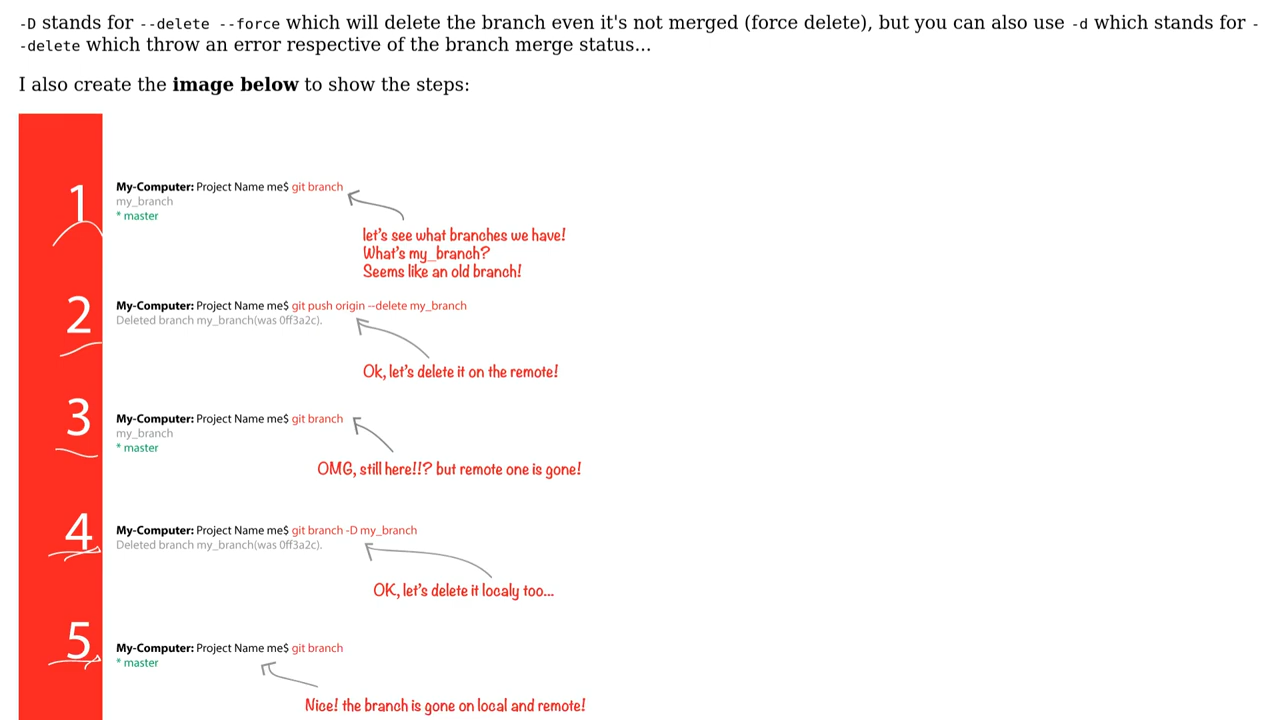 -D stands for --delete --force which will delete the branch even it's not merged (force delete), but you can also use -d which stands for -
-delete which throw an error respective of the branch merge status...
I also create the image below to show the steps:
1
My-Computer: Project Name me$ git branch
my_branch
* master
let's see what branches we have!
What's my_branch?
Seems like an old branch!
2
My-Computer: Project Name me$ git push origin --delete my_branch
Deleted branch my_branch(was 0ff3a2c).
Ok, let's delete it on the remote!
3
My-Computer: Project Name me$ git branch
my_branch
* master
OMG, still here!!? but remote one is gone!
4
My-Computer: Project Name me$ git branch -D my_branch
Deleted branch my_branch(was 0ff3a2c).
OK, let's delete it localy too...
5
My-Computer: Project Name me$ git branch
* master
Nice! the branch is gone on local and remote!